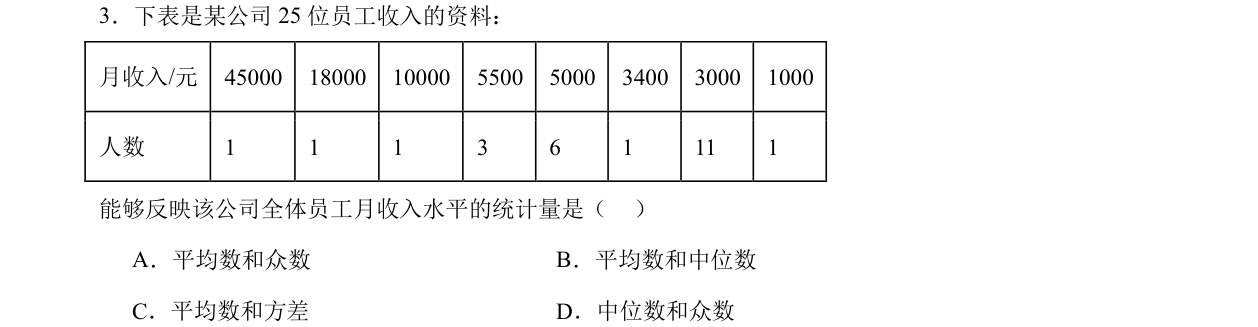 3．下表是某公司 25 位员工收入的资料：
月收入/元 45000 18000 10000 5500 5000 3400 3000 1000
人数 1 1 1 3 6 1 11 1
能够反映该公司全体员工月收入水平的统计量是（ ）
A．平均数和众数 B．平均数和中位数
C．平均数和方差 D．中位数和众数